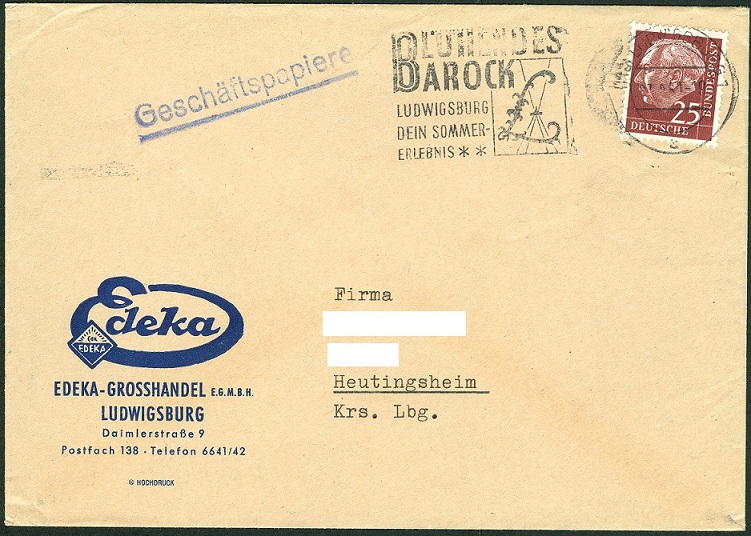 Geschäftspapiere
BLÜHENDES
BAROCK
LUDWIGSBURG
DEIN SOMMER-
ERLEBNIS * *
25
DEUTSCHE
BUNDESPOST
Edeka
EDEKA
EDEKA-GROSSHANDEL E.G.M.B.H.
LUDWIGSBURG
Daimlerstraße 9
Postfach 138 · Telefon 6641/42
® HOCHDRUCK
Firma
Heutingsheim
Krs. Lbg.